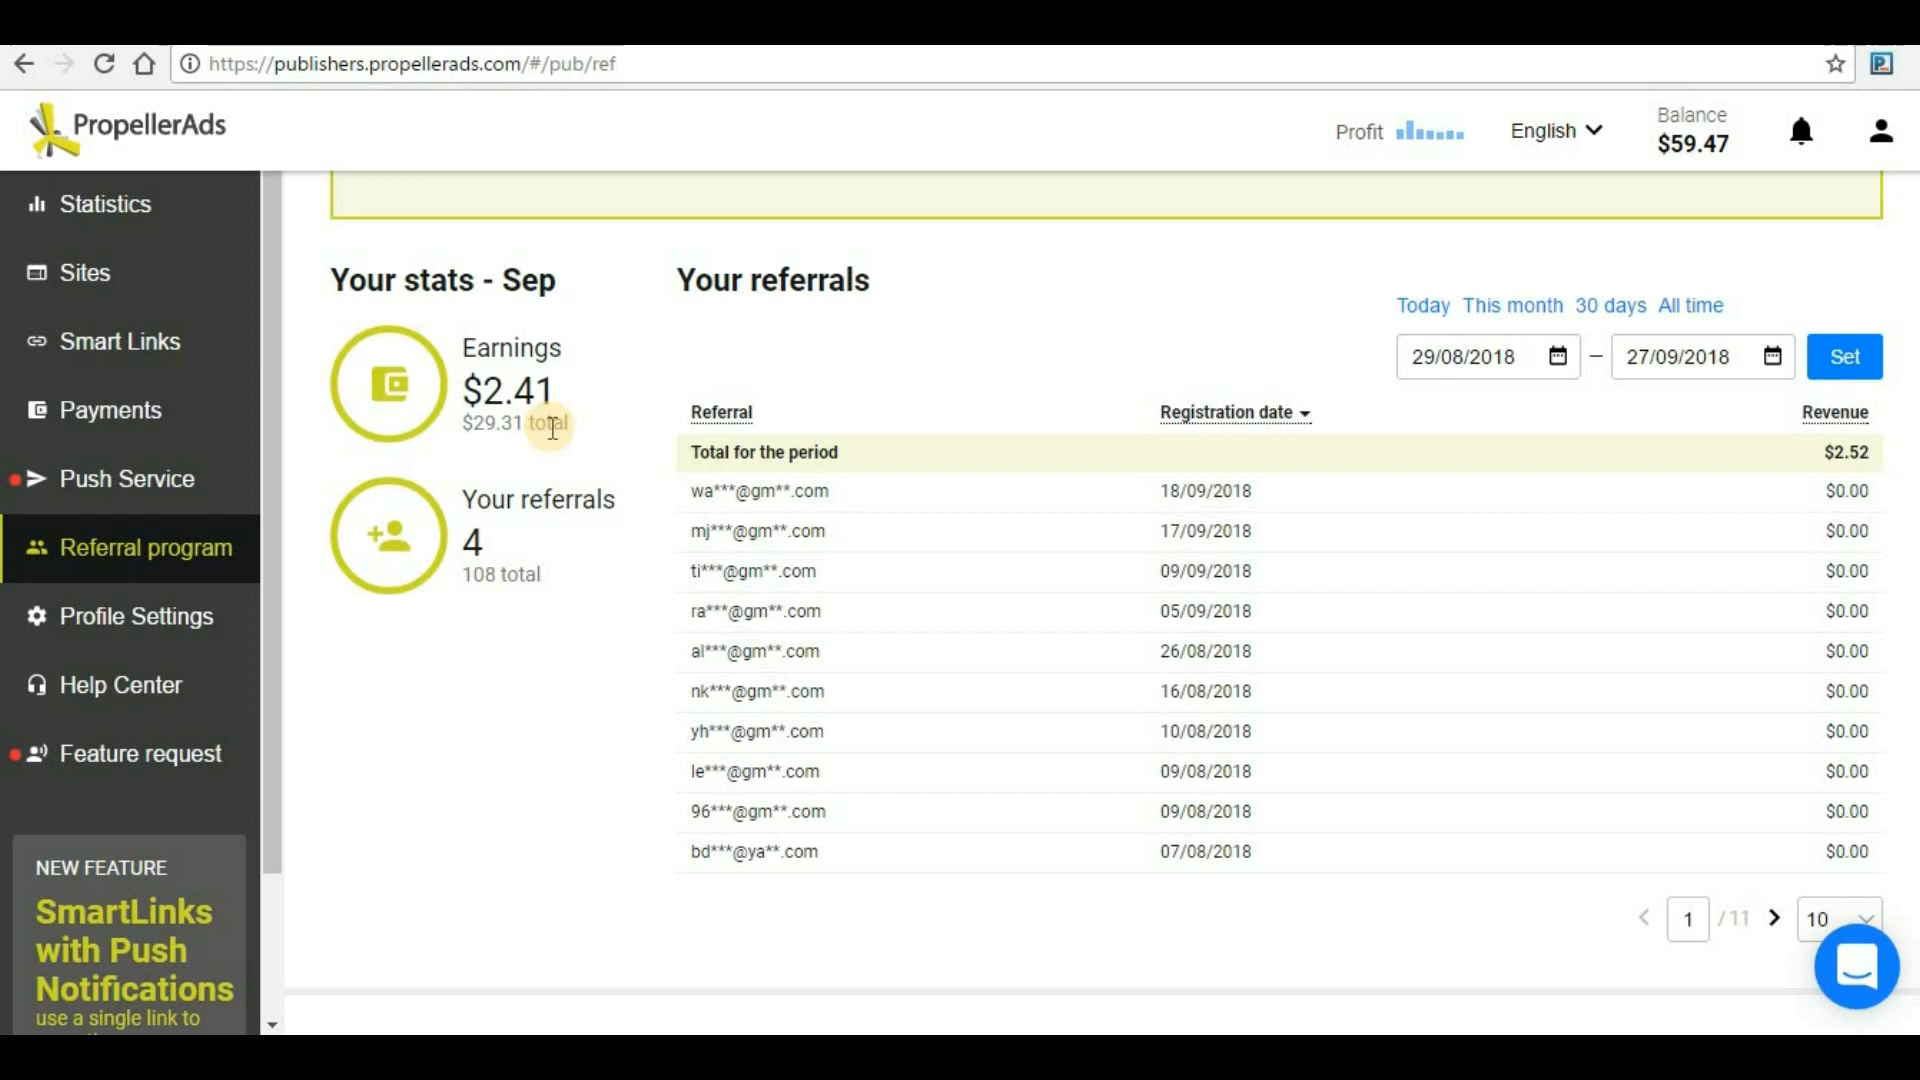 https://publishers.propellerads.com/#/pub/ref
PropellerAds
Profit
English
Balance
$59.47
Statistics
Sites
Smart Links
Payments
Push Service
Referral program
Profile Settings
Help Center
Feature request
NEW FEATURE
SmartLinks
with Push
Notifications
use a single link to
Your stats - Sep
Earnings
$2.41
$29.31 total
Your referrals
4
108 total
Your referrals
Today This month 30 days All time
29/08/2018 – 27/09/2018 Set
Referral Registration date Revenue
Total for the period $2.52
wa***@gm**.com 18/09/2018 $0.00
mj***@gm**.com 17/09/2018 $0.00
ti***@gm**.com 09/09/2018 $0.00
ra***@gm**.com 05/09/2018 $0.00
al***@gm**.com 26/08/2018 $0.00
nk***@gm**.com 16/08/2018 $0.00
yh***@gm**.com 10/08/2018 $0.00
le***@gm**.com 09/08/2018 $0.00
96***@gm**.com 09/08/2018 $0.00
bd***@ya**.com 07/08/2018 $0.00
1 / 11 10